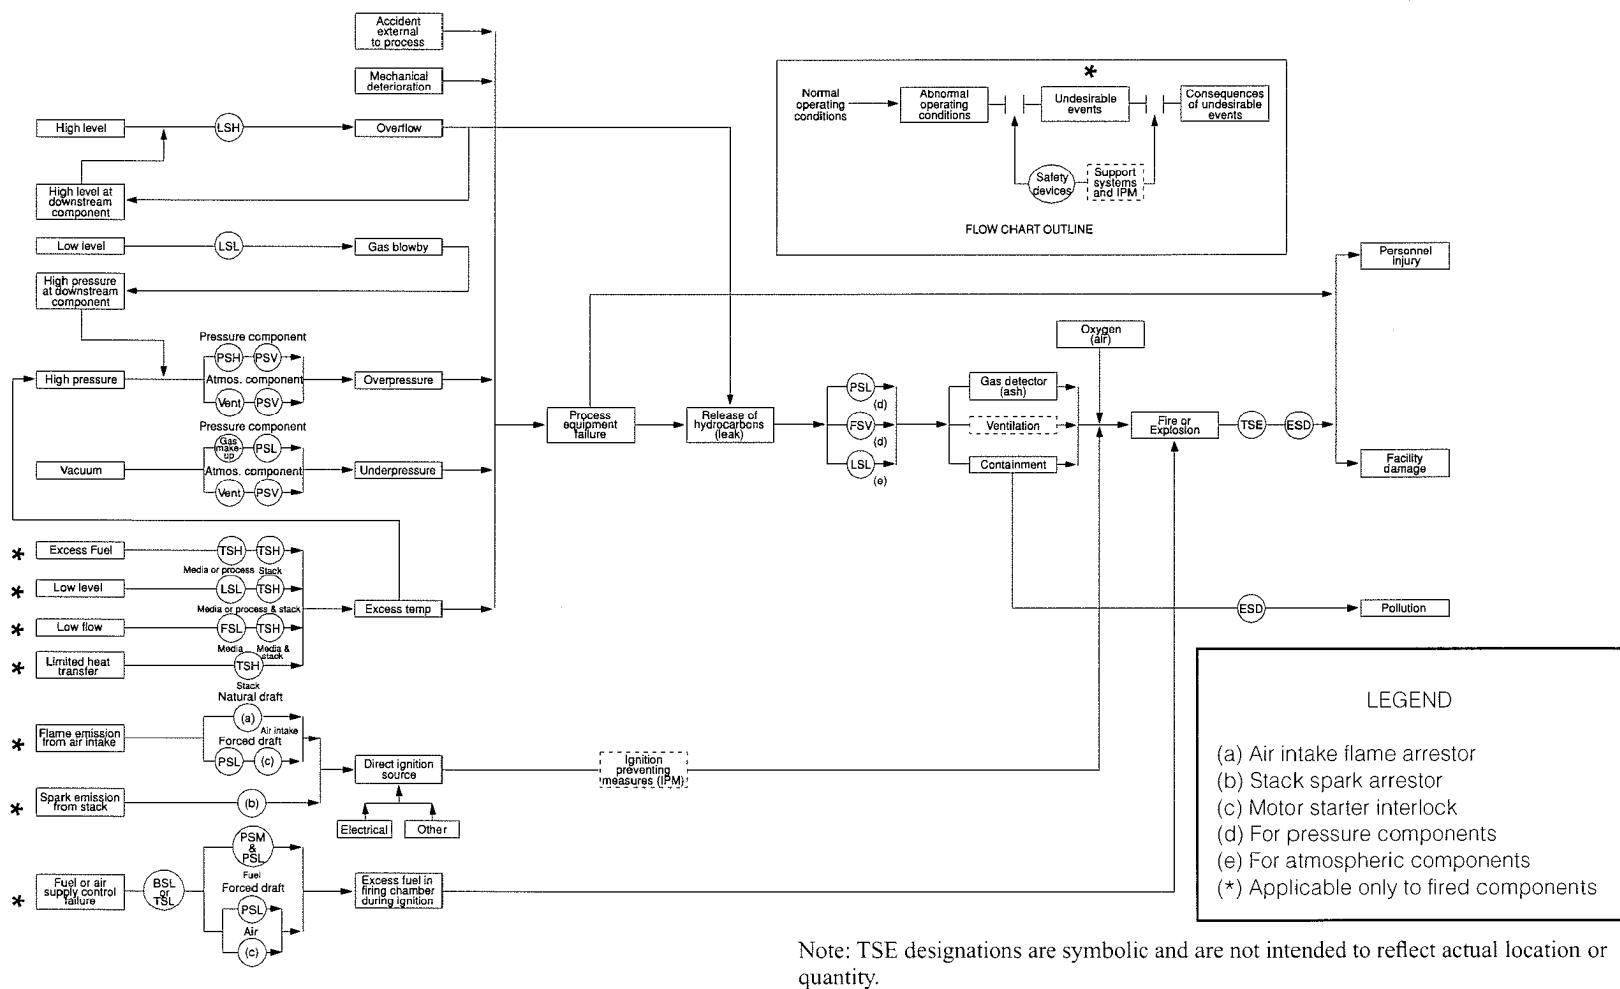 Accident
external
to process
Mechanical
deterioration
High level
LSH
Overflow
High level at
downstream
component
Low level
LSL
Gas blowby
High pressure
at downstream
component
Pressure component
PSH
PSV
High pressure
Atmos. component
Overpressure
Vent
PSV
Pressure component
Gas
make
up
PSL
Vacuum
Atmos. component
Underpressure
Vent
PSV
*
Excess Fuel
TSH
TSH
Media or process
Stack
*
Low level
LSL
TSH
Media or process & stack
Excess temp
*
Low flow
FSL
TSH
Media
Media &
stack
*
Limited heat
transfer
TSH
Stack
Natural draft
(a)
Air intake
*
Flame emission
from air intake
Forced draft
PSL
(c)
Direct ignition
source
Ignition
preventing
measures (IPM)
*
Spark emission
from stack
(b)
Electrical
Other
PSM
&
PSL
Fuel
*
Fuel or air
supply control
failure
BSL
or
TSL
Forced draft
PSL
Air
(c)
Excess fuel in
firing chamber
during ignition
Process
equipment
failure
Release of
hydrocarbons
(leak)
PSL
(d)
FSV
(d)
LSL
(e)
Gas detector
(ash)
Ventilation
Containment
Oxygen
(air)
Fire or
Explosion
TSE
ESD
Personnel
injury
Facility
damage
ESD
Pollution
*
Normal
operating
conditions
Abnormal
operating
conditions
Undesirable
events
Consequences
of undesirable
events
Safety
devices
Support
systems
and IPM
FLOW CHART OUTLINE
LEGEND
(a) Air intake flame arrestor
(b) Stack spark arrestor
(c) Motor starter interlock
(d) For pressure components
(e) For atmospheric components
(*) Applicable only to fired components
Note: TSE designations are symbolic and are not intended to reflect actual location or
quantity.